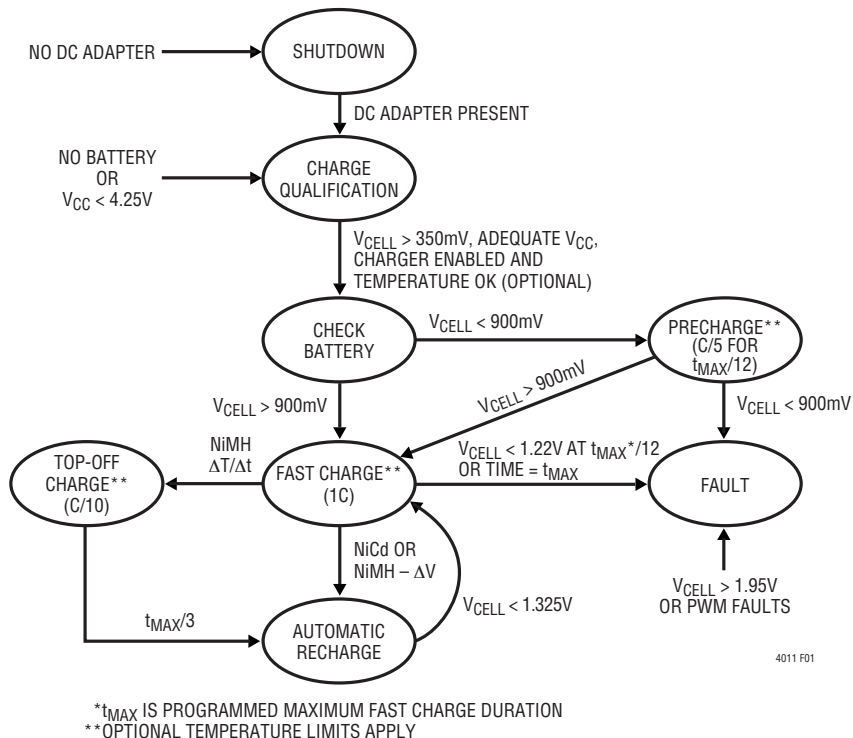 NO DC ADAPTER
SHUTDOWN
DC ADAPTER PRESENT
NO BATTERY
OR
VCC < 4.25V
CHARGE
QUALIFICATION
VCELL > 350mV, ADEQUATE VCC,
CHARGER ENABLED AND
TEMPERATURE OK (OPTIONAL)
CHECK
BATTERY
VCELL < 900mV
PRECHARGE**
(C/5 FOR
tMAX/12)
VCELL > 900mV
VCELL > 900mV
VCELL < 900mV
NiMH
ΔT/Δt
TOP-OFF
CHARGE**
(C/10)
FAST CHARGE**
(1C)
VCELL < 1.22V AT tMAX*/12
OR TIME = tMAX
FAULT
NiCd OR
NiMH – ΔV
VCELL < 1.325V
VCELL > 1.95V
OR PWM FAULTS
tMAX/3
AUTOMATIC
RECHARGE
4011 F01
*tMAX IS PROGRAMMED MAXIMUM FAST CHARGE DURATION
**OPTIONAL TEMPERATURE LIMITS APPLY